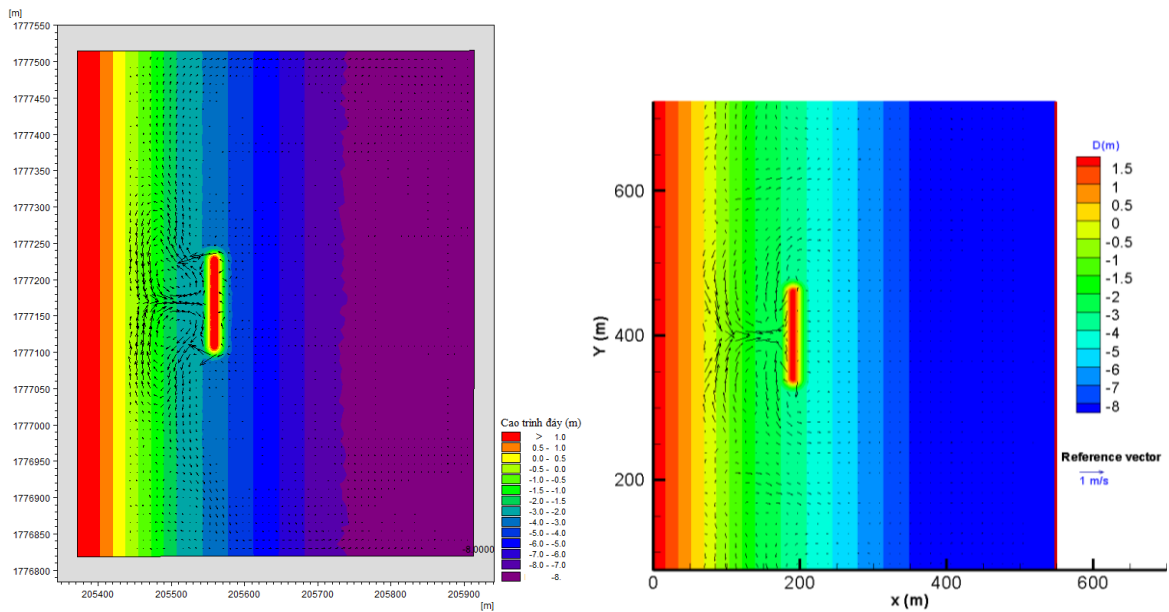 [m]
1777550
1777500
1777450
1777400
1777350
1777300
1777250
1777200
1777150
1777100
1777050
1777000
1776950
1776900
1776850
1776800
205400
205500
205600
205700
205800
205900
[m]
-8.0000
Cao trình đáy (m)
> 1.0
0.5 - 1.0
0.0 - 0.5
-0.5 - 0.0
-1.0 - -0.5
-1.5 - -1.0
-2.0 - -1.5
-3.0 - -2.0
-4.0 - -3.0
-5.0 - -4.0
-6.0 - -5.0
-7.0 - -6.0
-8.0 - -7.0
-8.
Y (m)
600
400
200
0
200
400
600
x (m)
D(m)
1.5
1
0.5
0
-0.5
-1
-1.5
-2
-3
-4
-5
-6
-7
-8
Reference vector
1 m/s